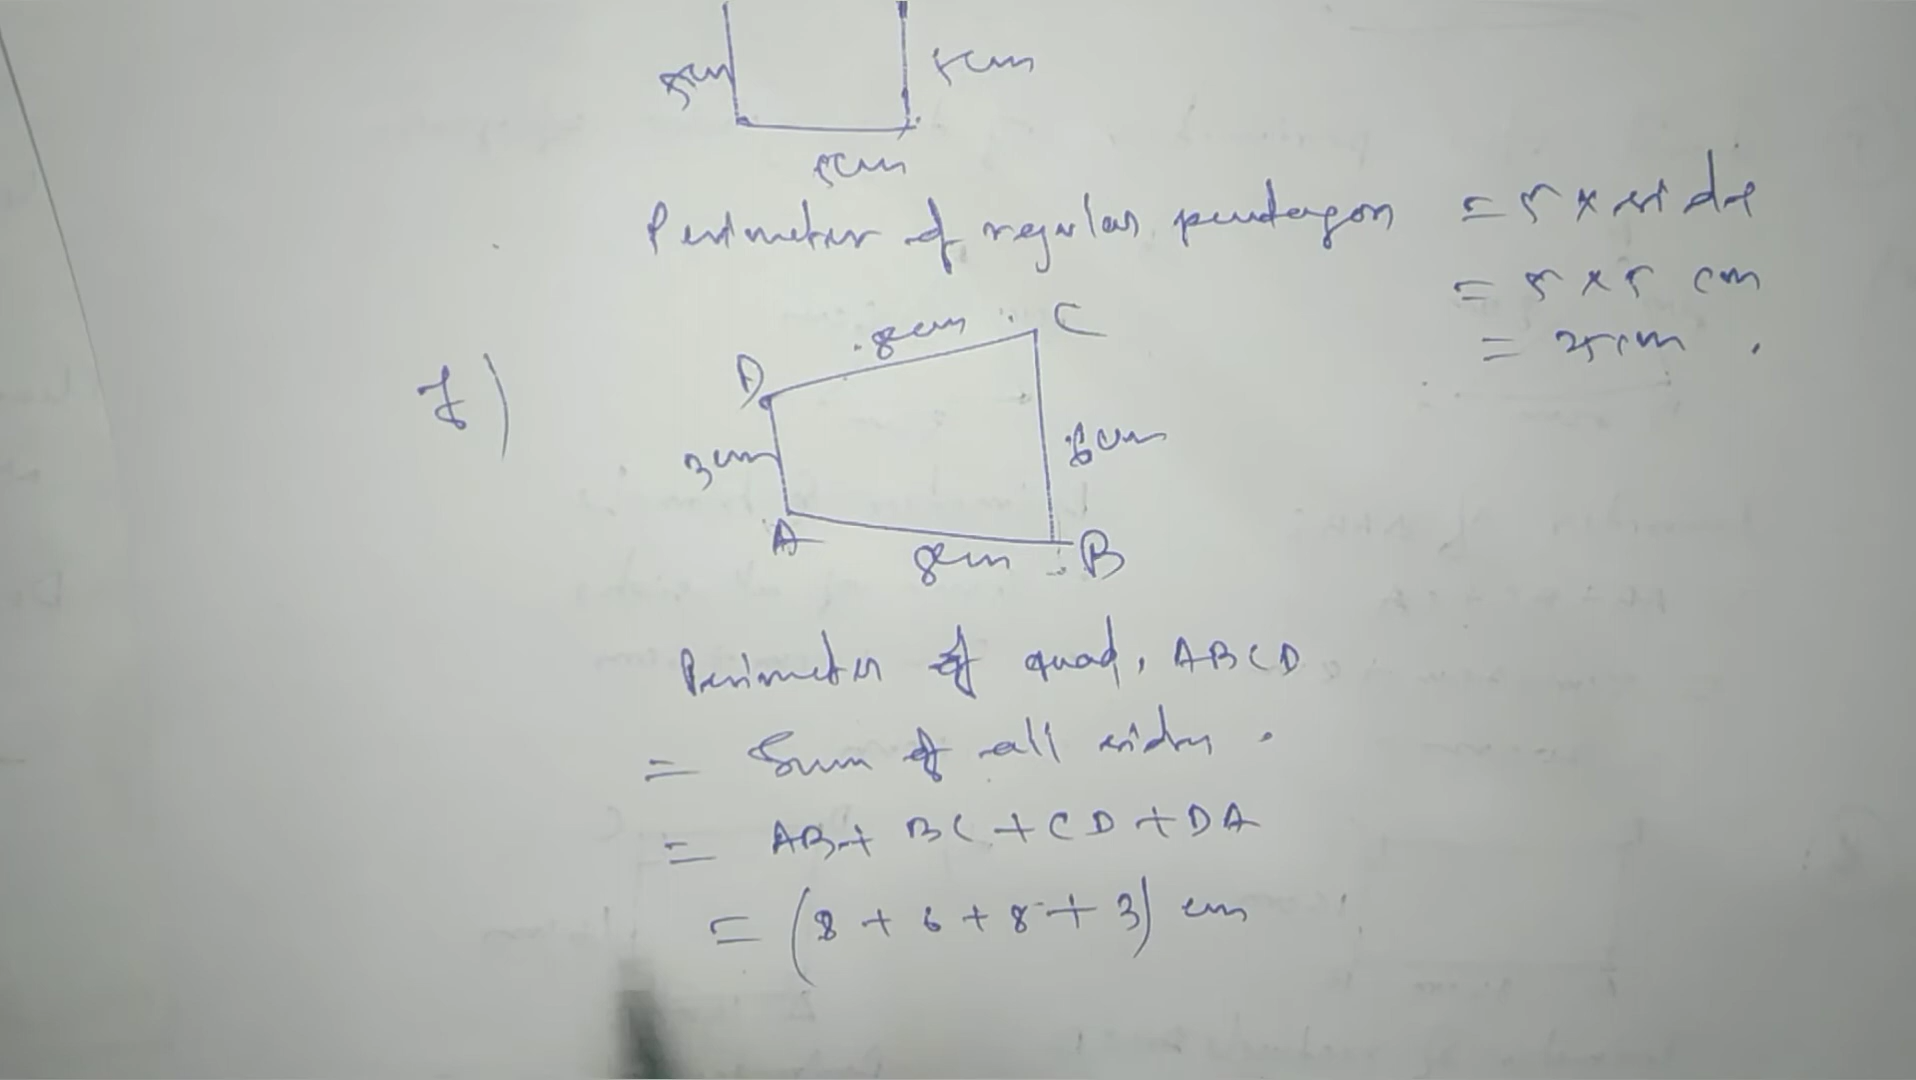 5cm
5cm
5cm
Perimeter of regular pentagon = 5 × side
= 5 × 5 cm
= 25cm .
f)
8cm
C
D
3cm
6cm
A
8cm
B
Perimeter of quad, ABCD
= Sum of all sides .
= AB+ BC + CD + DA
= (8 + 6 + 8 + 3) cm